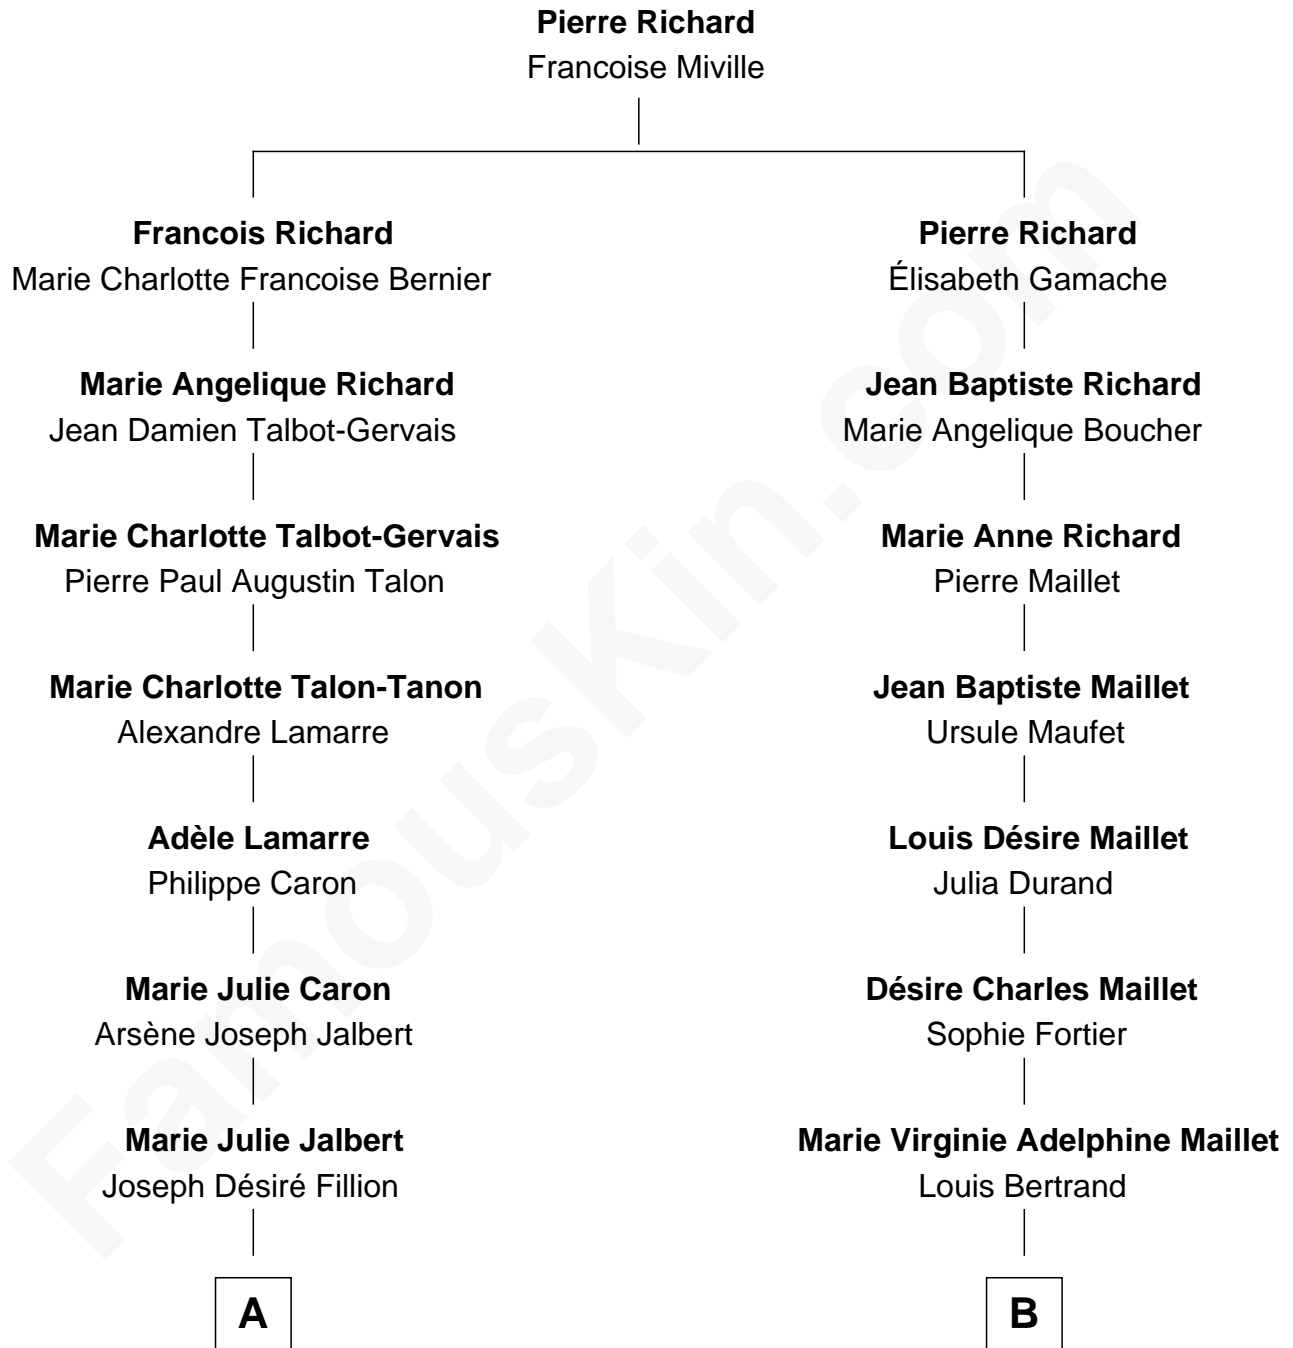 Pierre Richard
Francoise Miville
Francois Richard
Marie Charlotte Francoise Bernier
Pierre Richard
Élisabeth Gamache
Marie Angelique Richard
Jean Damien Talbot-Gervais
Jean Baptiste Richard
Marie Angelique Boucher
Marie Charlotte Talbot-Gervais
Pierre Paul Augustin Talon
Marie Anne Richard
Pierre Maillet
Marie Charlotte Talon-Tanon
Alexandre Lamarre
Jean Baptiste Maillet
Ursule Maufet
Adèle Lamarre
Philippe Caron
Louis Désire Maillet
Julia Durand
Marie Julie Caron
Arsène Joseph Jalbert
Désire Charles Maillet
Sophie Fortier
Marie Julie Jalbert
Joseph Désiré Fillion
Marie Virginie Adelphine Maillet
Louis Bertrand
A
B
FamousKin.com